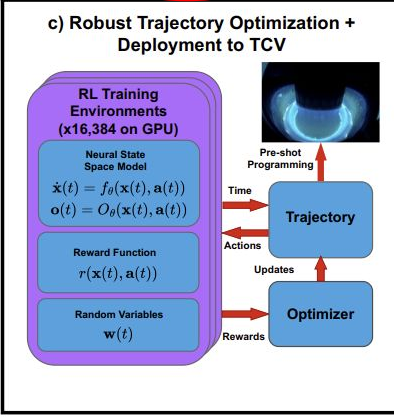 c) Robust Trajectory Optimization +
Deployment to TCV
RL Training
Environments
(x16,384 on GPU)
Neural State
Space Model
ẋ(t) = f_θ(x(t), a(t))
o(t) = O_θ(x(t), a(t))
Reward Function
r(x(t), a(t))
Random Variables
w(t)
Pre-shot
Programming
Time
Trajectory
Actions
Updates
Optimizer
Rewards